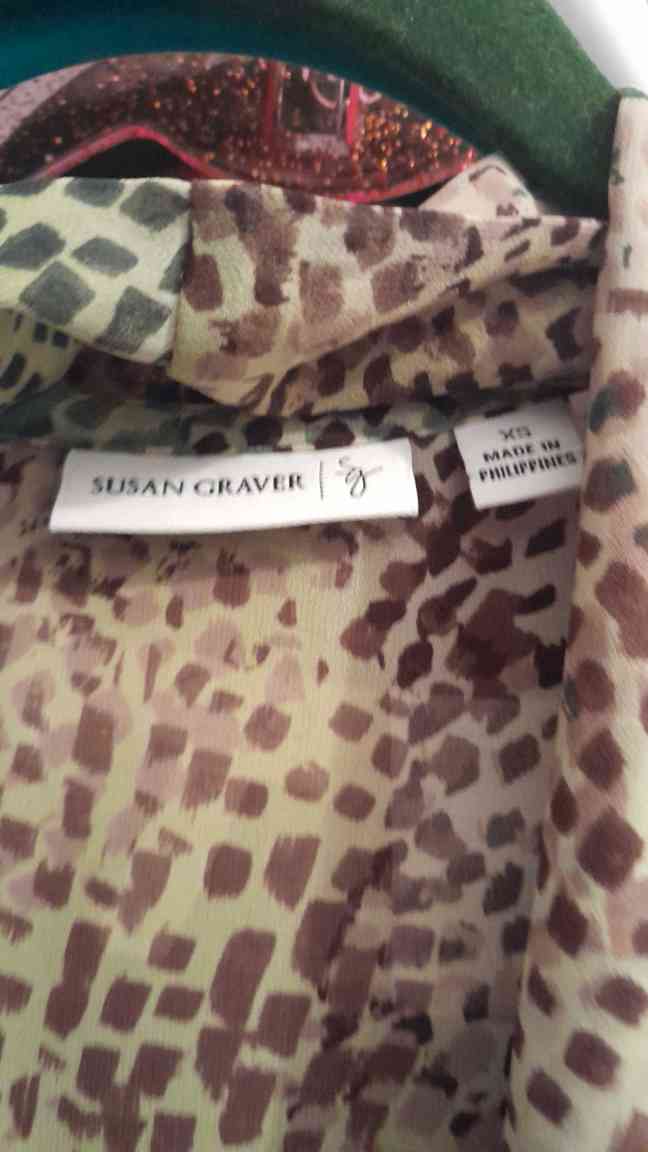 SUSAN GRAVER | sg
XS
MADE IN
PHILIPPINES